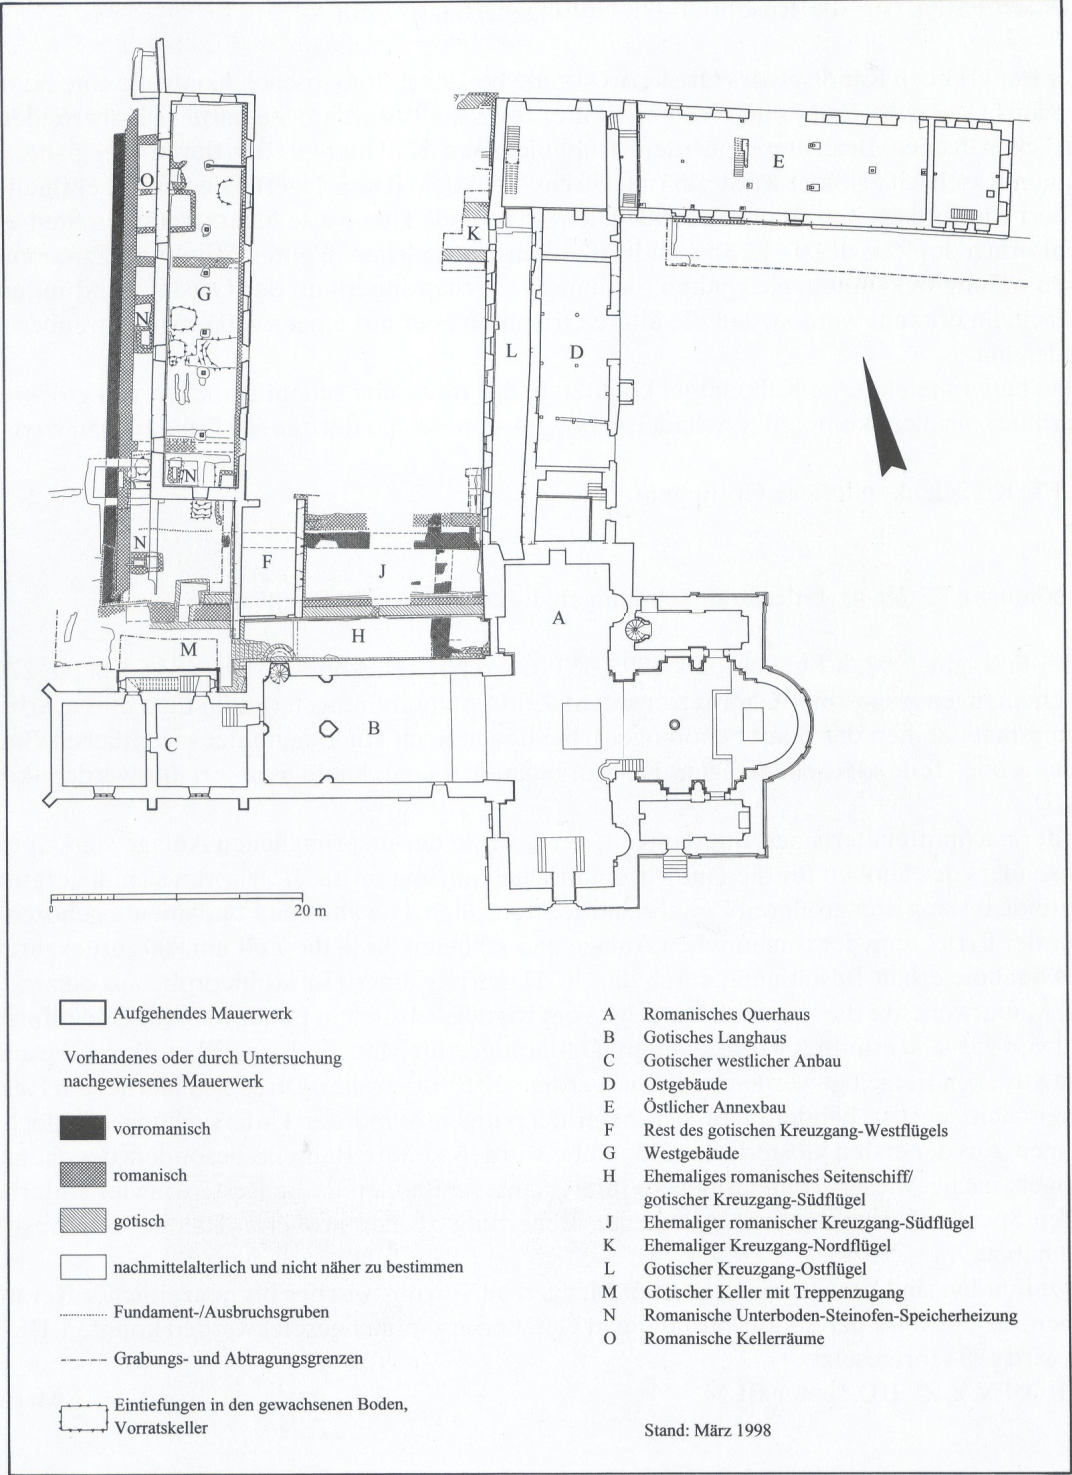 O
N
G
N
N
K
L
D
E
F
J
H
M
A
C
B
0
20 m
Aufgehendes Mauerwerk
Vorhandenes oder durch Untersuchung
nachgewiesenes Mauerwerk
vorromanisch
romanisch
gotisch
nachmittelalterlich und nicht näher zu bestimmen
Fundament-/Ausbruchsgruben
Grabungs- und Abtragungsgrenzen
Eintiefungen in den gewachsenen Boden,
Vorratskeller
A Romanisches Querhaus
B Gotisches Langhaus
C Gotischer westlicher Anbau
D Ostgebäude
E Östlicher Annexbau
F Rest des gotischen Kreuzgang-Westflügels
G Westgebäude
H Ehemaliges romanisches Seitenschiff/
gotischer Kreuzgang-Südflügel
J Ehemaliger romanischer Kreuzgang-Südflügel
K Ehemaliger Kreuzgang-Nordflügel
L Gotischer Kreuzgang-Ostflügel
M Gotischer Keller mit Treppenzugang
N Romanische Unterboden-Steinofen-Speicherheizung
O Romanische Kellerräume
Stand: März 1998